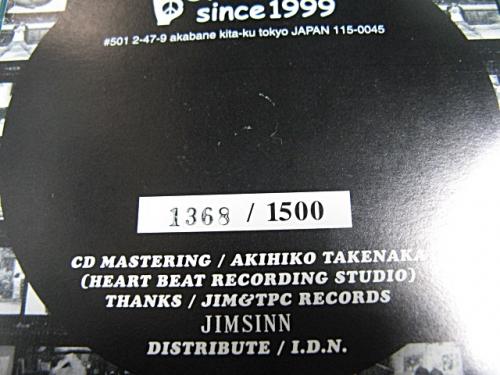 since1999
#501 2-47-9 akabane kita-ku tokyo JAPAN 115-0045
1368 / 1500
CD MASTERING / AKIHIKO TAKENAKA
(HEART BEAT RECORDING STUDIO)
THANKS / JIM&TPC RECORDS
JIMSINN
DISTRIBUTE / I.D.N.